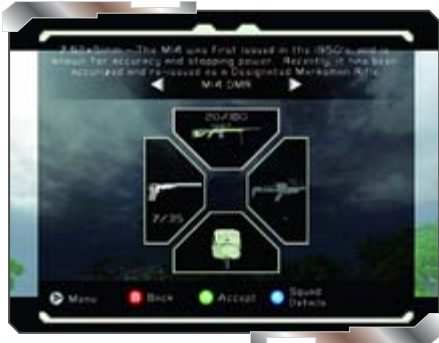 7.62x51mm - The M14 was first issued in the 1950's, and is
known for accuracy and stopping power. Recently, it has been
accurized and re-issued as a Designated Marksman Rifle.
M14 DMR
20/180
7/35
Menu
Back
Accept
Squad
Details